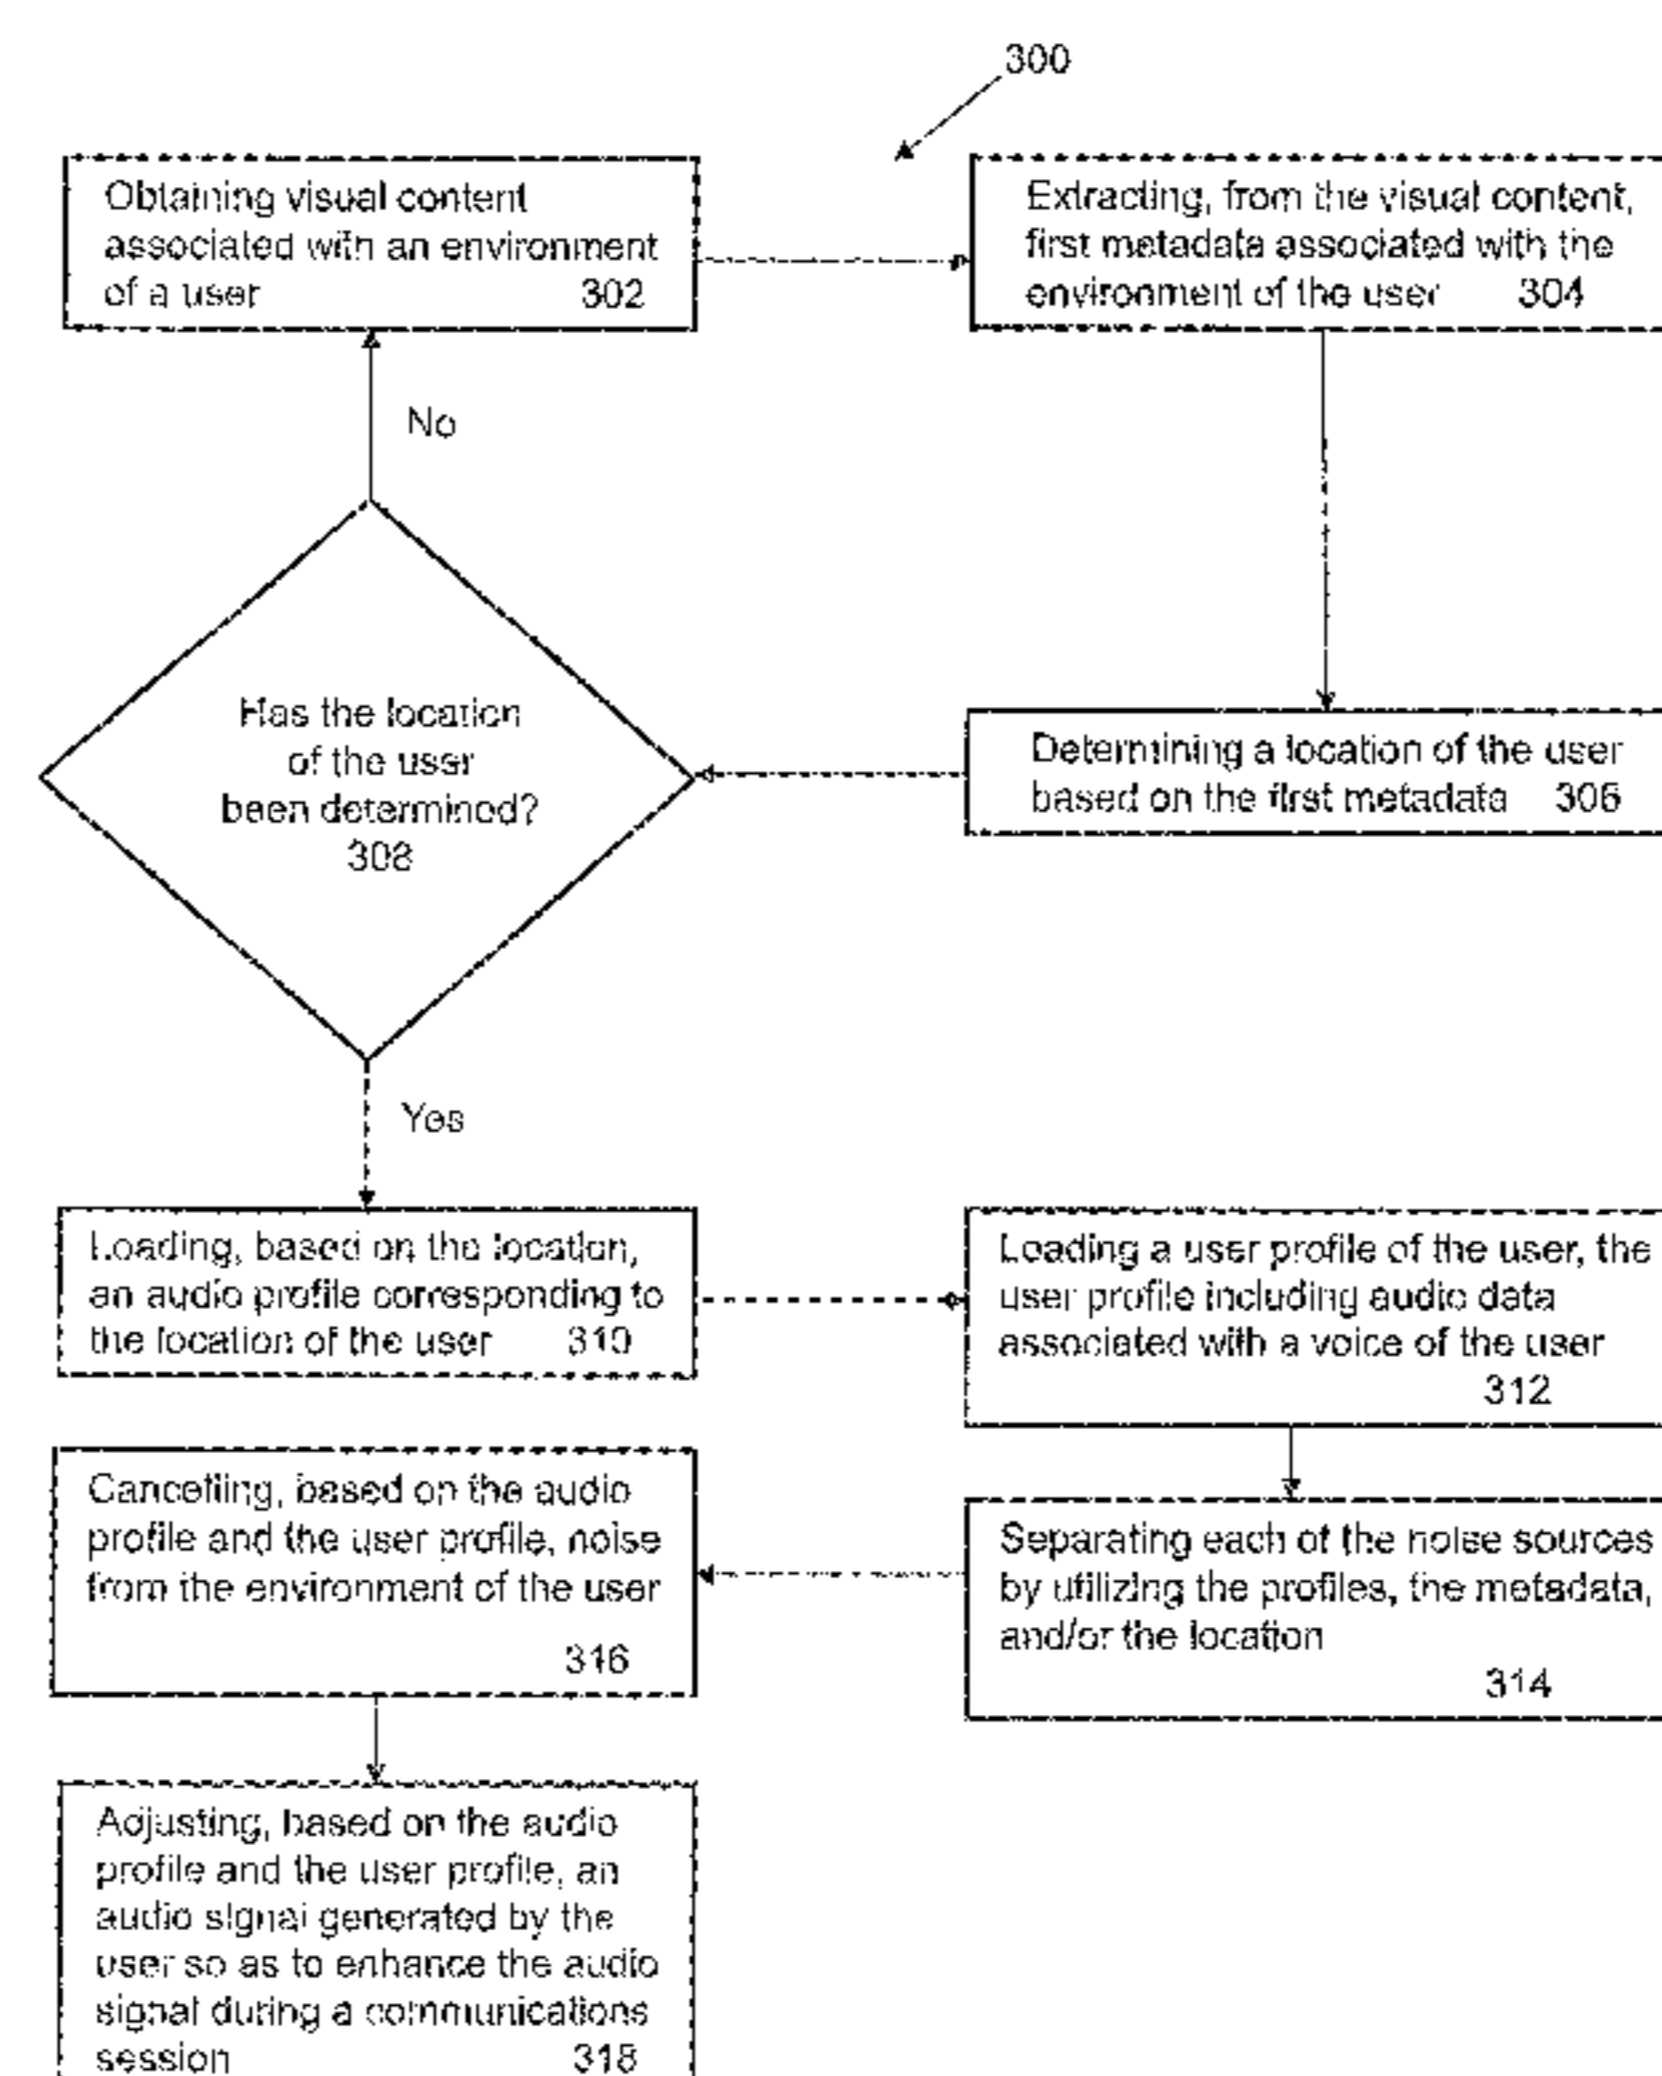 300
Obtaining visual content
associated with an environment
of a user 302
Extracting, from the visual content,
first metadata associated with the
environment of the user 304
No
Has the location
of the user
been determined?
308
Determining a location of the user
based on the first metadata 306
Yes
Loading, based on the location,
an audio profile corresponding to
the location of the user 310
Loading a user profile of the user, the
user profile including audio data
associated with a voice of the user
312
Separating each of the noise sources
by utilizing the profiles, the metadata,
and/or the location
314
Cancelling, based on the audio
profile and the user profile, noise
from the environment of the user
316
Adjusting, based on the audio
profile and the user profile, an
audio signal generated by the
user so as to enhance the audio
signal during a communications
session 318